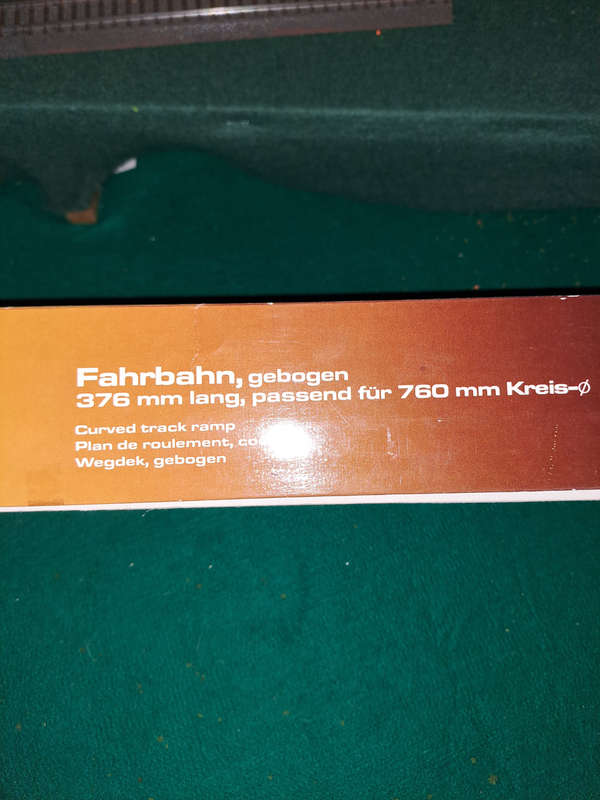 Fahrbahn, gebogen
376 mm lang, passend für 760 mm Kreis-Ø
Curved track ramp
Plan de roulement,
Wegdek, gebogen